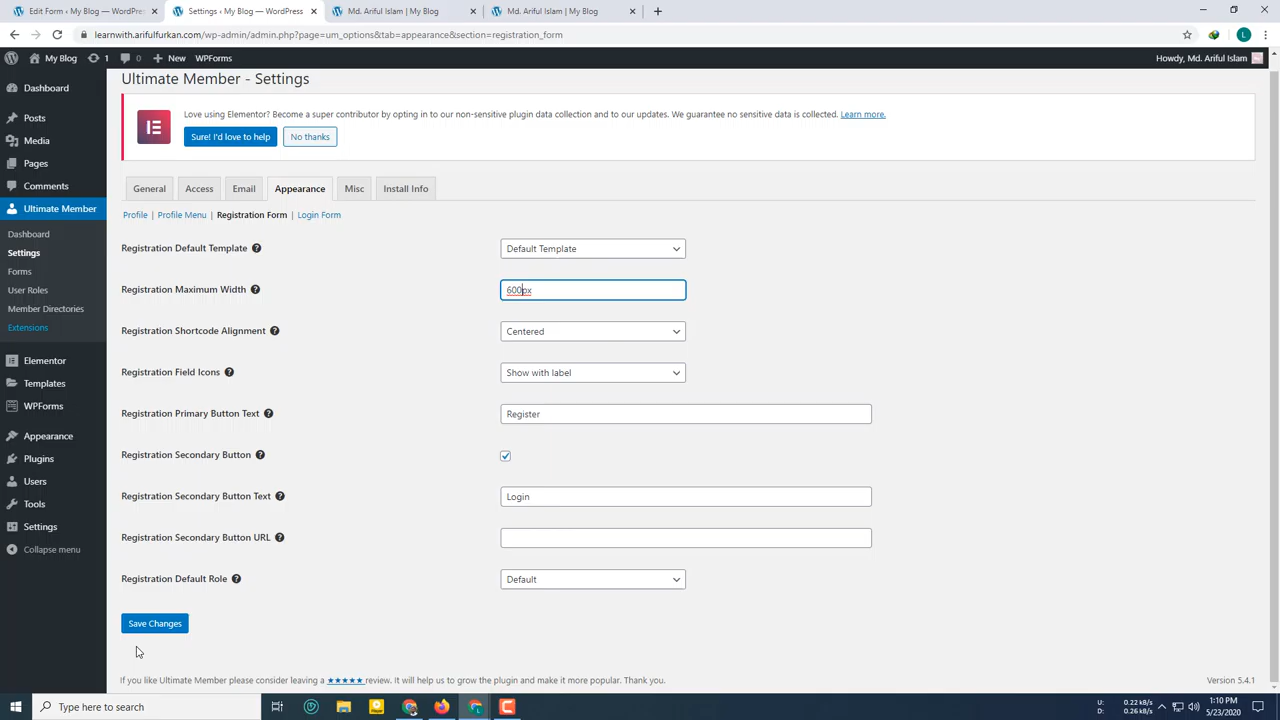 Edit Form ‹ My Blog — WordPress
Settings ‹ My Blog — WordPress
Md. Ariful Islam | My Blog
Md. Ariful Islam | My Blog
learnwith.arifulfurkan.com/wp-admin/admin.php?page=um_options&tab=appearance&section=registration_form
L
My Blog
1
0
New
WPForms
Howdy, Md. Ariful Islam
Dashboard
Posts
Media
Pages
Comments
Ultimate Member
Dashboard
Settings
Forms
User Roles
Member Directories
Extensions
Elementor
Templates
WPForms
Appearance
Plugins
Users
Tools
Settings
Collapse menu
Ultimate Member - Settings
Love using Elementor? Become a super contributor by opting in to our non-sensitive plugin data collection and to our updates. We guarantee no sensitive data is collected. Learn more.
Sure! I'd love to help
No thanks
General
Access
Email
Appearance
Misc
Install Info
Profile | Profile Menu | Registration Form | Login Form
Registration Default Template
Default Template
Registration Maximum Width
600px
Registration Shortcode Alignment
Centered
Registration Field Icons
Show with label
Registration Primary Button Text
Register
Registration Secondary Button
Registration Secondary Button Text
Login
Registration Secondary Button URL
Registration Default Role
Default
Save Changes
If you like Ultimate Member please consider leaving a ★★★★★ review. It will help us to grow the plugin and make it more popular. Thank you.
Version 5.4.1
Type here to search
U: 0.22 kB/s
D: 0.26 kB/s
1:10 PM
5/23/2020